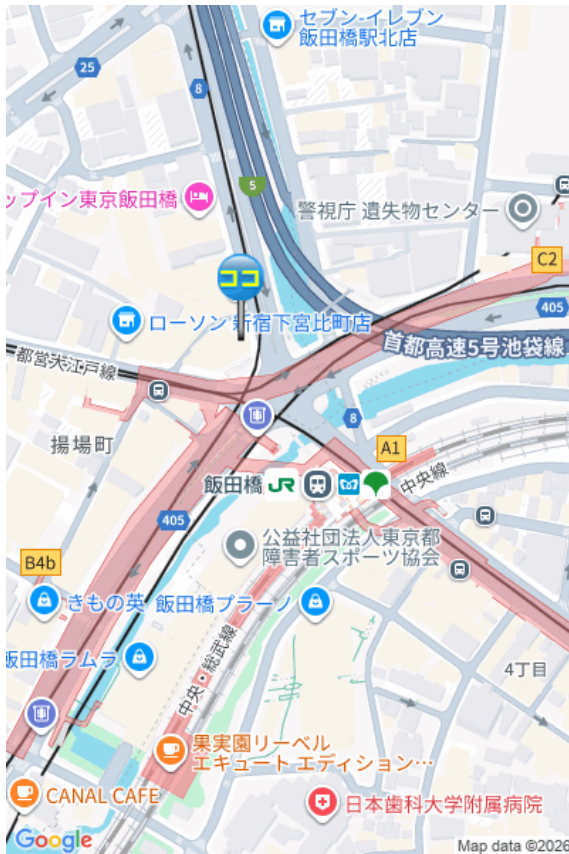 セブン-イレブン
飯田橋駅北店
25
8
5
ップイン東京飯田橋
警視庁 遺失物センター
ココ
C2
ローソン 新宿下宮比町店
405
首都高速5号池袋線
都営大江戸線
8
揚場町
A1
飯田橋 JR
中央線
405
公益社団法人東京都
障害者スポーツ協会
B4b
きもの英
飯田橋プラーノ
飯田橋ラムラ
中央・総武線
4丁目
果実園リーベル
エキュート エディション…
CANAL CAFE
日本歯科大学附属病院
Google
Map data ©2026